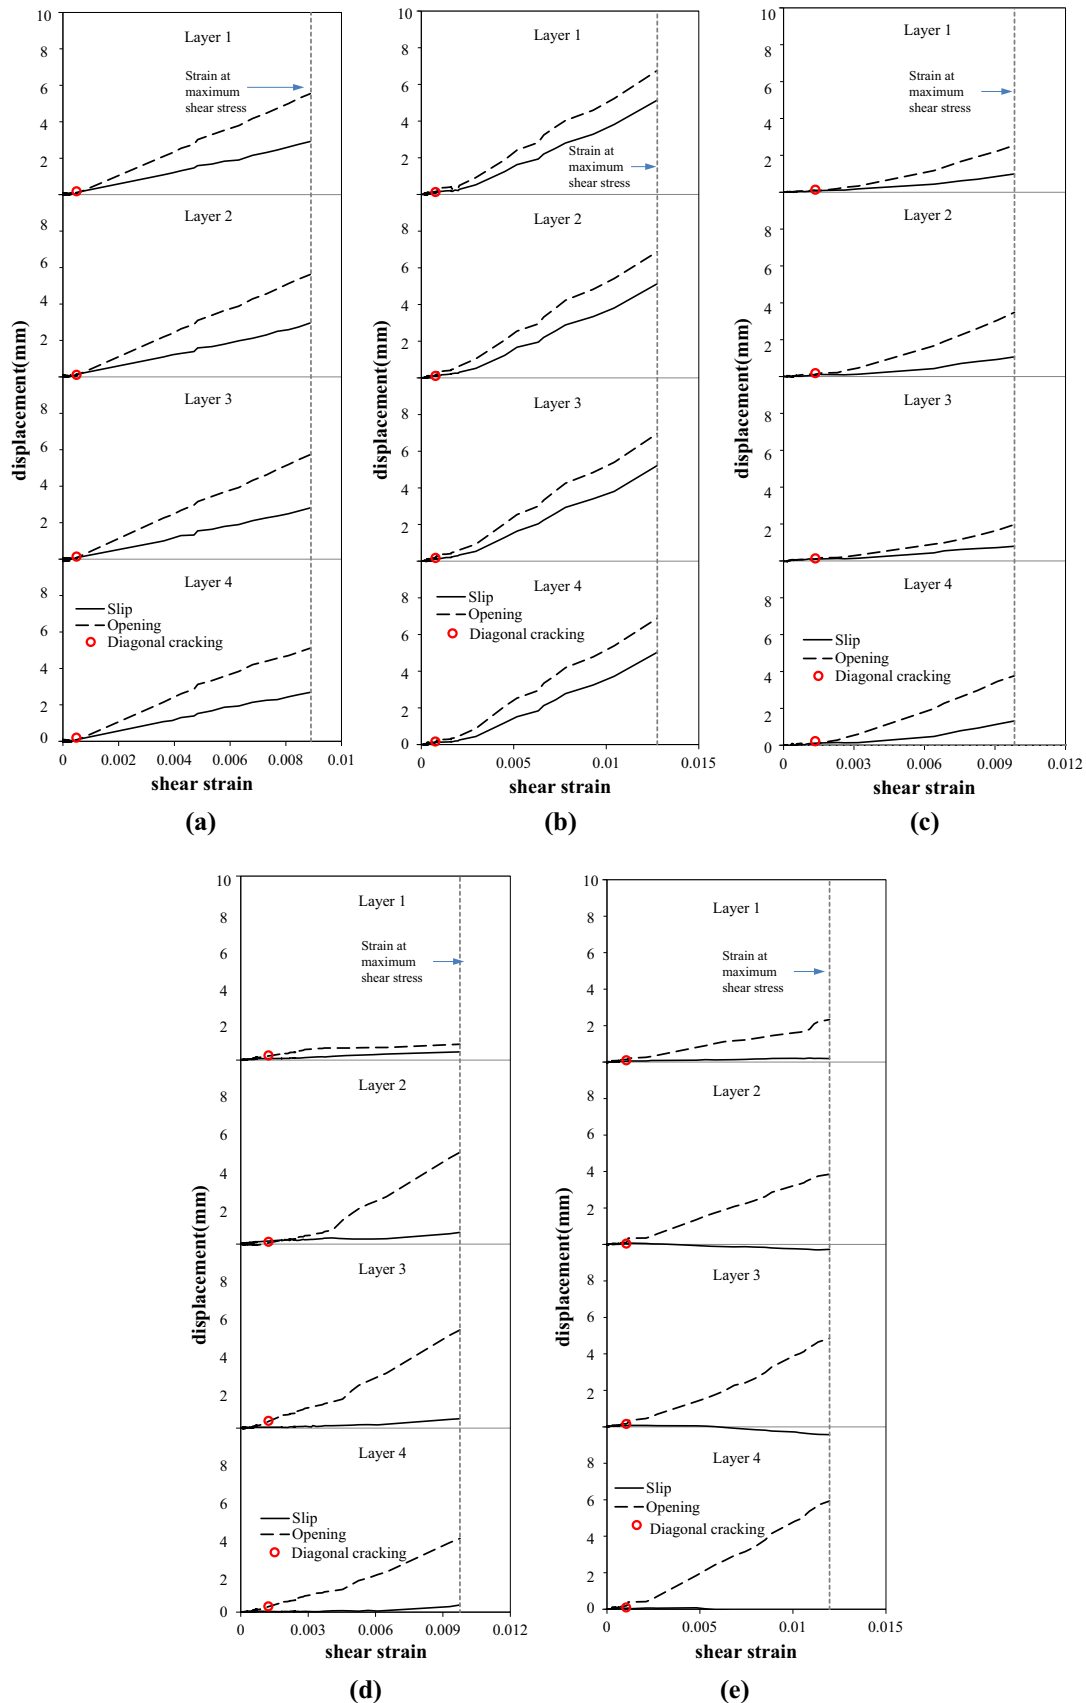 10
8
6
4
2
Layer 1
Strain at
maximum
shear stress
8
6
4
2
Layer 2
8
6
4
2
Layer 3
8
6
4
2
0
Layer 4
Slip
Opening
Diagonal cracking
displacement(mm)
0 0.002 0.004 0.006 0.008 0.01
shear strain
(a)
10
8
6
4
2
Layer 1
Strain at
maximum
shear stress
8
6
4
2
Layer 2
8
6
4
2
Layer 3
8
6
4
2
0
Layer 4
Slip
Opening
Diagonal cracking
displacement(mm)
0 0.005 0.01 0.015
shear strain
(b)
10
8
6
4
2
Layer 1
Strain at
maximum
shear stress
8
6
4
2
Layer 2
8
6
4
2
Layer 3
8
6
4
2
0
Layer 4
Slip
Opening
Diagonal cracking
displacement(mm)
0 0.003 0.006 0.009 0.012
shear strain
(c)
10
8
6
4
2
Layer 1
Strain at
maximum
shear stress
8
6
4
2
Layer 2
8
6
4
2
Layer 3
8
6
4
2
0
Layer 4
Slip
Opening
Diagonal cracking
displacement(mm)
0 0.003 0.006 0.009 0.012
shear strain
(d)
10
8
6
4
2
Layer 1
Strain at
maximum
shear stress
8
6
4
2
Layer 2
8
6
4
2
Layer 3
8
6
4
2
0
Layer 4
Slip
Opening
Diagonal cracking
displacement(mm)
0 0.005 0.01 0.015
shear strain
(e)